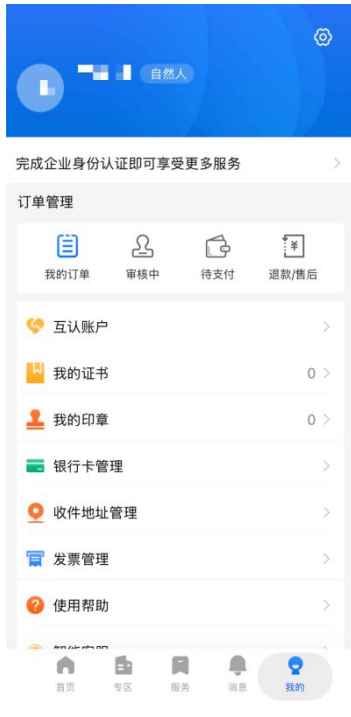 自然人
完成企业身份认证即可享受更多服务
订单管理
我的订单 审核中 待支付 退款/售后
互认账户
我的证书 0
我的印章 0
银行卡管理
收件地址管理
发票管理
使用帮助
首页 专区 服务 消息 我的